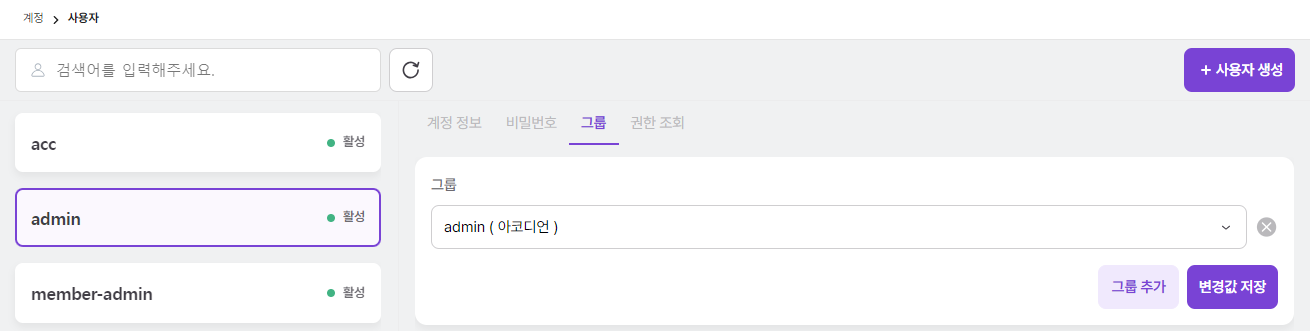 계정 > 사용자
검색어를 입력해주세요.
+ 사용자 생성
acc 활성
admin 활성
member-admin 활성
계정 정보 비밀번호 그룹 권한 조회
그룹
admin ( 아코디언 )
그룹 추가 변경값 저장